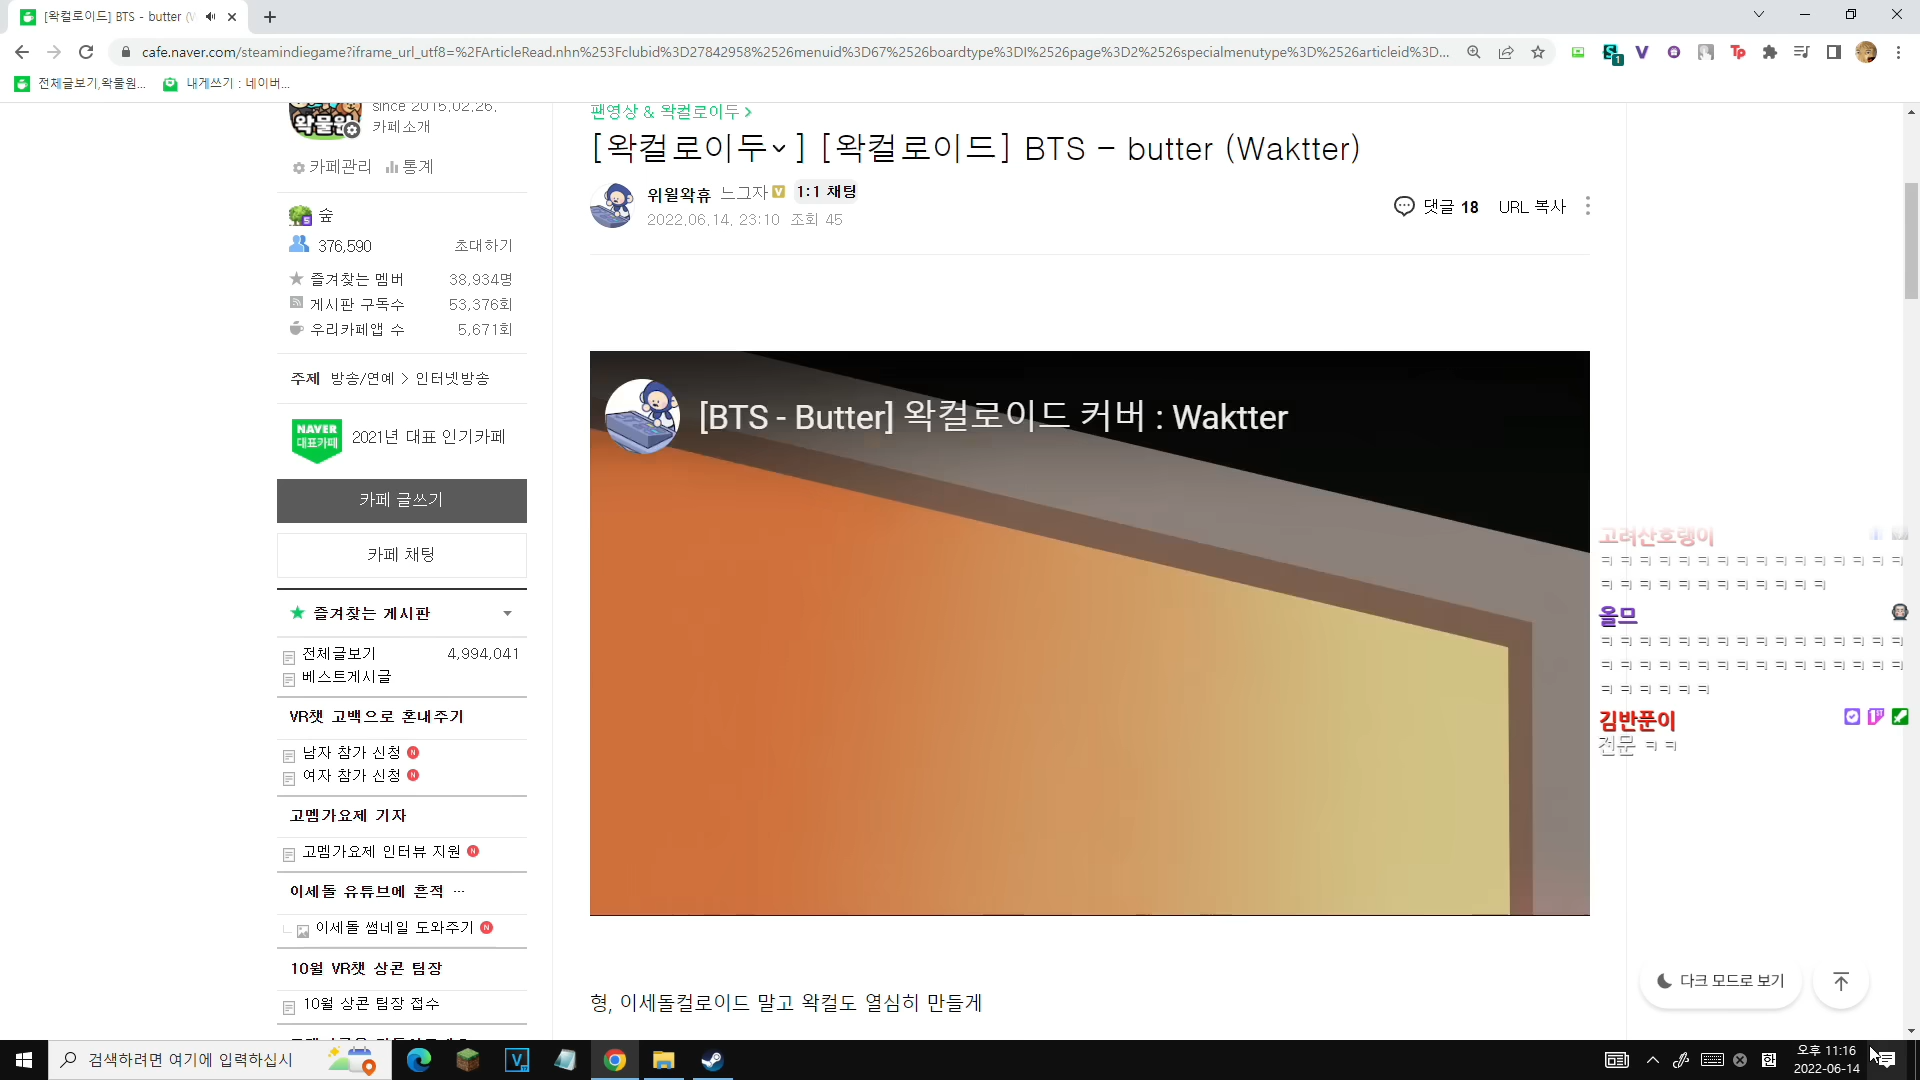 [왁컬로이드] BTS - butter (W
cafe.naver.com/steamindiegame?iframe_url_utf8=%2FArticleRead.nhn%253Fclubid%3D27842958%2526menuid%3D67%2526boardtype%3DI%2526page%3D2%2526specialmenutype%3D%2526articleid%3D...
전체글보기,왁물원...
내게쓰기 : 네이버...
왁물원
since 2015.02.26.
카페소개
카페관리 통계
숲
376,590 초대하기
즐겨찾는 멤버 38,934명
게시판 구독수 53,376회
우리카페앱 수 5,671회
주제 방송/연예 > 인터넷방송
NAVER
대표카페
2021년 대표 인기카페
카페 글쓰기
카페 채팅
즐겨찾는 게시판
전체글보기 4,994,041
베스트게시글
VR챗 고백으로 혼내주기
남자 참가 신청 N
여자 참가 신청 N
고멤가요제 기자
고멤가요제 인터뷰 지원 N
이세돌 유튜브에 흔적 ···
이세돌 썸네일 도와주기 N
10월 VR챗 상콘 팀장
10월 상콘 팀장 접수
팬영상 & 왁컬로이두 >
[왁컬로이두˅] [왁컬로이드] BTS - butter (Waktter)
위윌왁휴 느그자 V 1:1 채팅
2022.06.14. 23:10 조회 45
댓글 18 URL 복사
[BTS - Butter] 왁컬로이드 커버 : Waktter
형, 이세돌컬로이드 말고 왁컬도 열심히 만들게
고려산호랭이
ㅋㅋㅋㅋㅋㅋㅋㅋㅋㅋㅋㅋㅋㅋㅋㅋ
ㅋㅋㅋㅋㅋㅋㅋㅋㅋㅋㅋㅋ
올므
ㅋㅋㅋㅋㅋㅋㅋㅋㅋㅋㅋㅋㅋㅋㅋㅋ
ㅋㅋㅋㅋㅋㅋㅋㅋㅋㅋㅋㅋㅋㅋㅋㅋ
ㅋㅋㅋㅋㅋㅋ
김반푼이
전문 ㅋㅋ
다크 모드로 보기
검색하려면 여기에 입력하십시
한
오후 11:16
2022-06-14